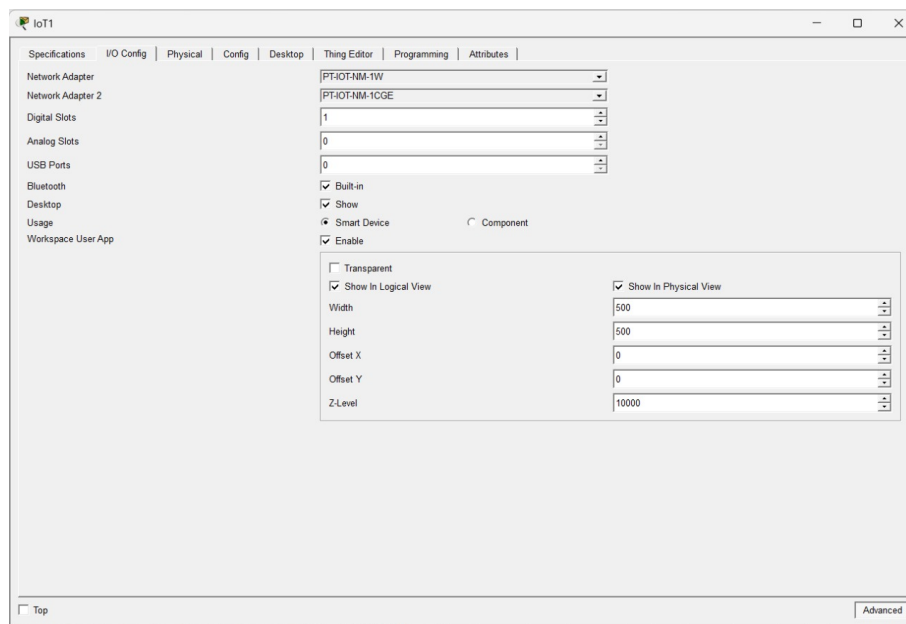 IoT1
Specifications I/O Config Physical Config Desktop Thing Editor Programming Attributes
Network Adapter PT-IOT-NM-1W
Network Adapter 2 PT-IOT-NM-1CGE
Digital Slots 1
Analog Slots 0
USB Ports 0
Bluetooth Built-in
Desktop Show
Usage Smart Device Component
Workspace User App Enable
Transparent
Show In Logical View Show In Physical View
Width 500
Height 500
Offset X 0
Offset Y 0
Z-Level 10000
Top Advanced